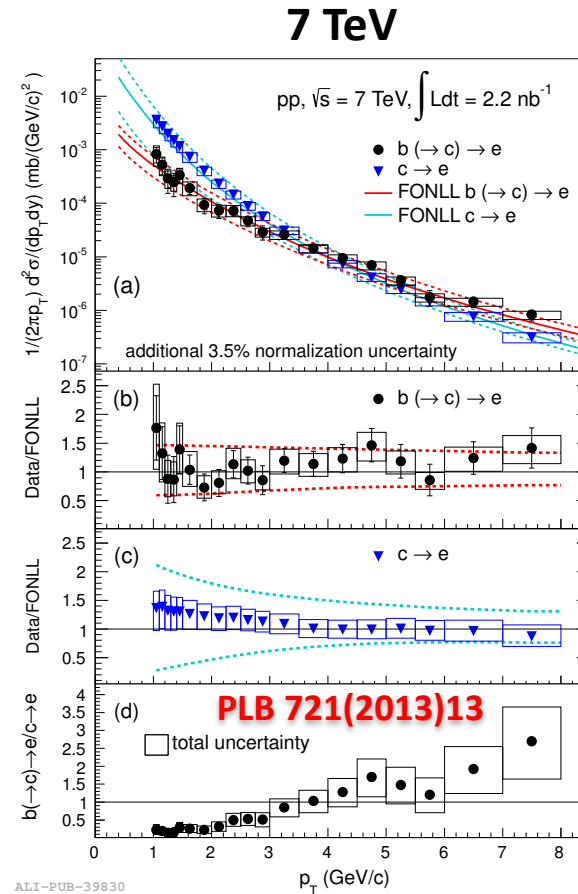 7 TeV
pp, √s = 7 TeV, ∫ Ldt = 2.2 nb⁻¹
b (→ c) → e
c → e
FONLL b (→ c) → e
FONLL c → e
1/(2πp_T) d²σ/(dp_Tdy) (mb/(GeV/c)²)
10⁻²
10⁻³
10⁻⁴
10⁻⁵
10⁻⁶
10⁻⁷
(a)
additional 3.5% normalization uncertainty
Data/FONLL
2.5
2
1.5
1
0.5
(b)
b (→ c) → e
Data/FONLL
2.5
2
1.5
1
0.5
(c)
c → e
b(→c)→e/c→e
4
3.5
3
2.5
2
1.5
1
0.5
(d)
PLB 721(2013)13
total uncertainty
0 1 2 3 4 5 6 7 8
p_T (GeV/c)
ALI-PUB-39830